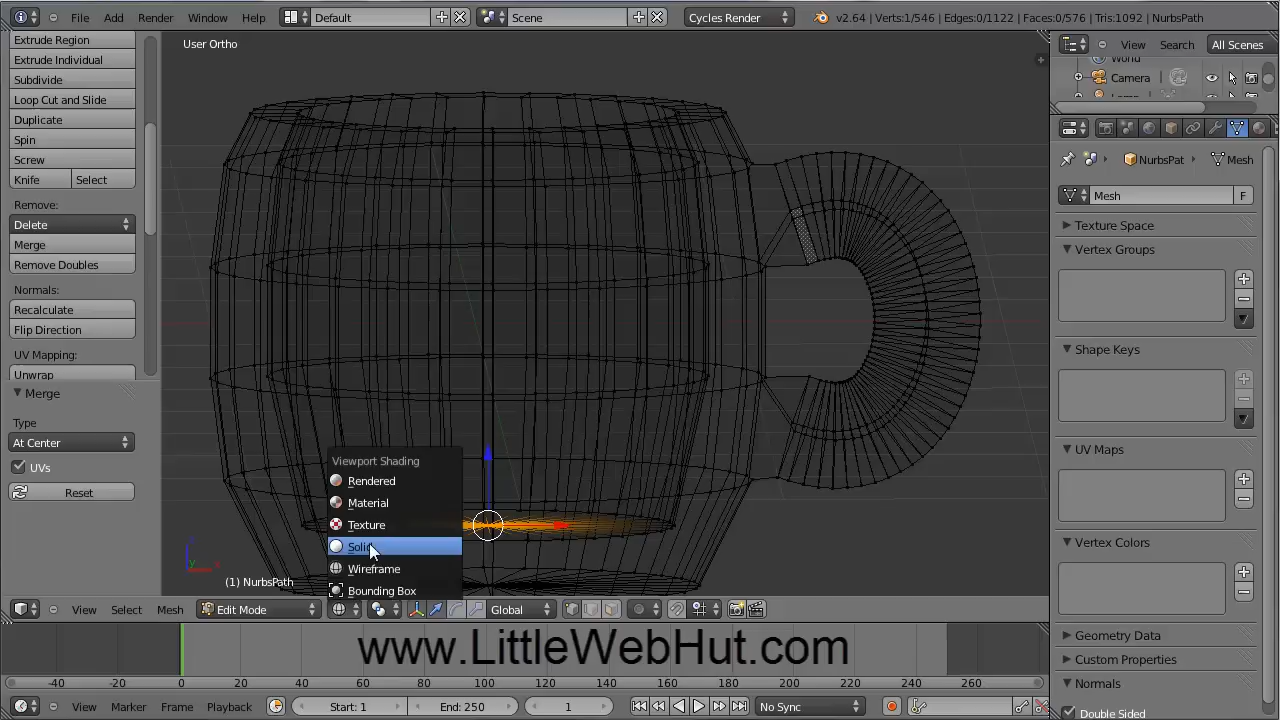 File Add Render Window Help Default Scene Cycles Render v2.64 | Verts:1/546 | Edges:0/1122 | Faces:0/576 | Tris:1092 | NurbsPath
User Ortho
Extrude Region
Extrude Individual
Subdivide
Loop Cut and Slide
Duplicate
Spin
Screw
Knife Select
Remove:
Delete
Merge
Remove Doubles
Normals:
Recalculate
Flip Direction
UV Mapping:
Unwrap
Merge
Type
At Center
UVs
Reset
Viewport Shading
Rendered
Material
Texture
Solid
Wireframe
Bounding Box
z
y
x
(1) NurbsPath
View Select Mesh Edit Mode Global
View Search All Scenes
World
Camera
NurbsPat Mesh
Mesh F
Texture Space
Vertex Groups
Shape Keys
UV Maps
Vertex Colors
Geometry Data
Custom Properties
Normals
Double Sided
www.LittleWebHut.com
-40 -20 0 20 40 60 80 100 120 140 160 180 200 220 240 260
View Marker Frame Playback Start: 1 End: 250 1 No Sync